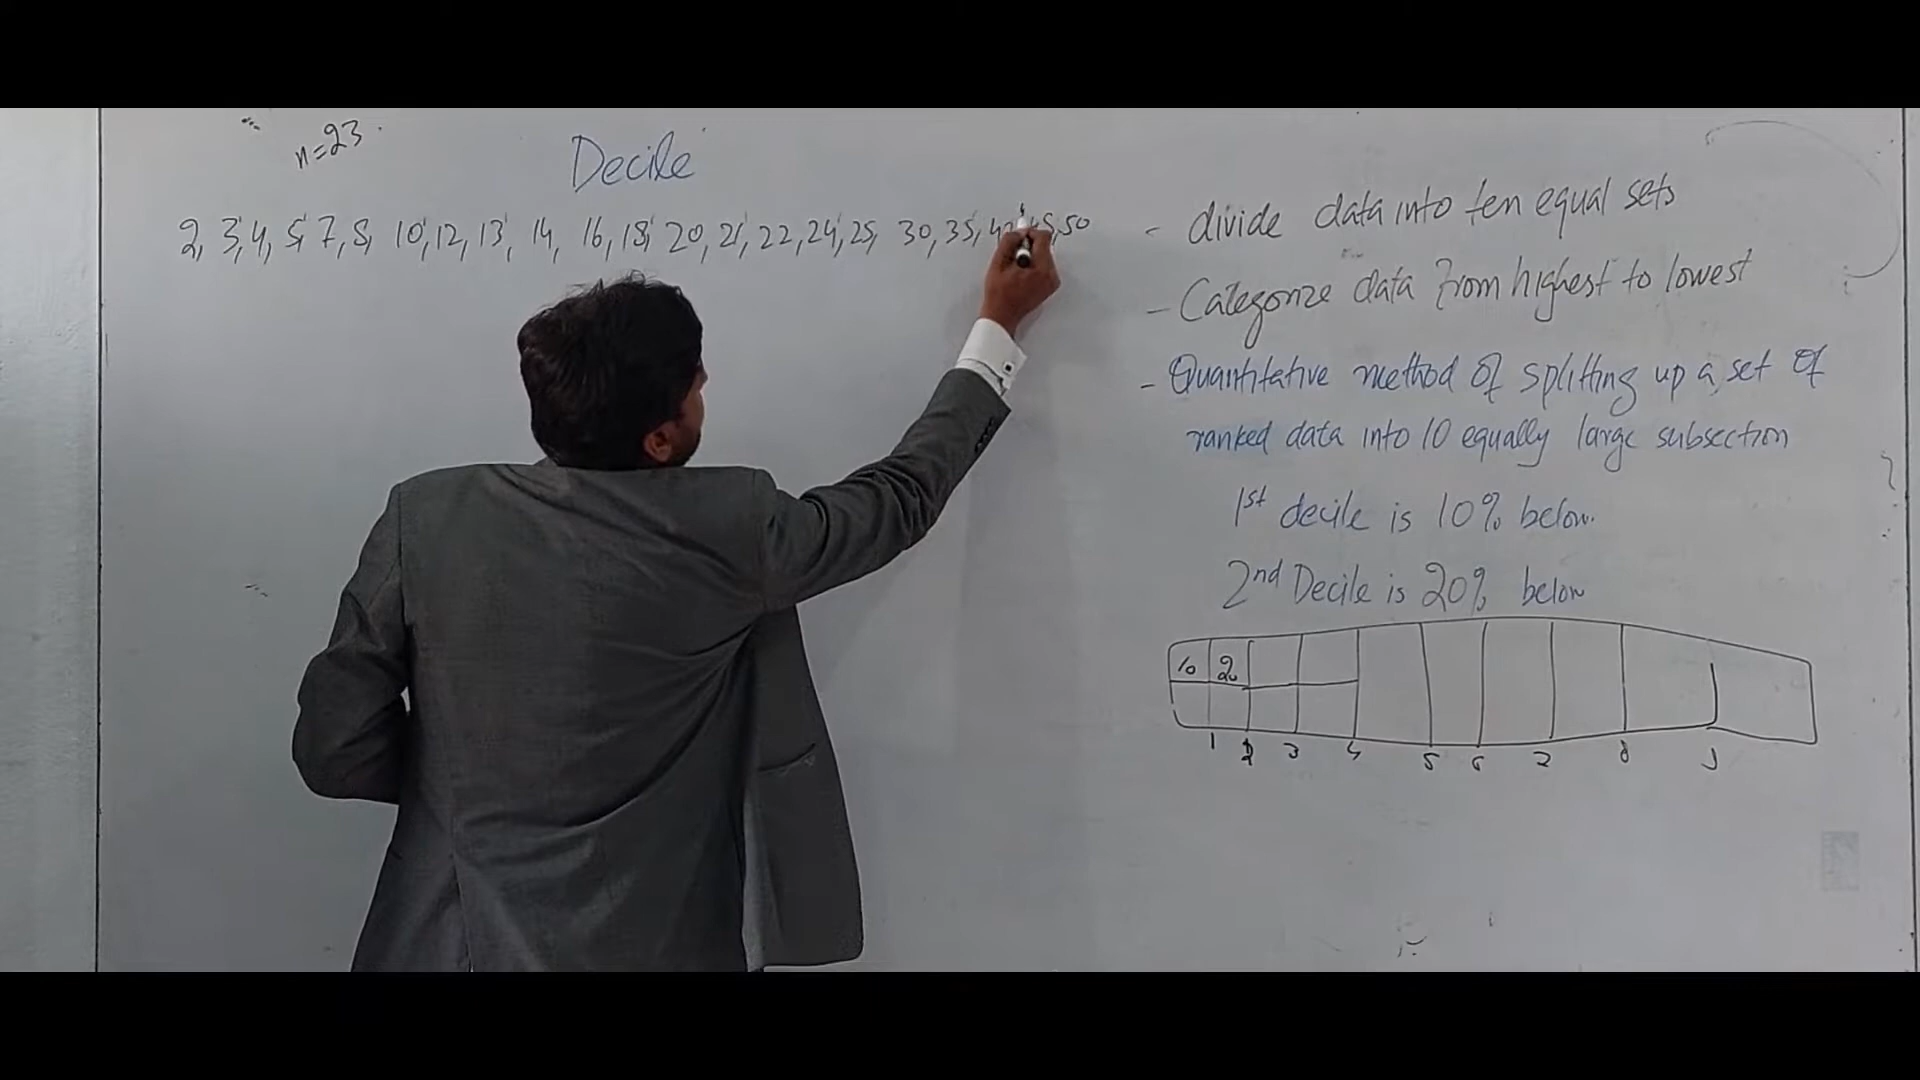 n=23
Decile
2, 3, 4, 5, 7, 8, 10, 12, 13, 14, 16, 18, 20, 21, 22, 24, 25, 30, 35, 50
- divide data into ten equal sets
- Categorize data from highest to lowest
- Quantitative method of splitting up a set of
ranked data into 10 equally large subsection
1st decile is 10% below.
2nd Decile is 20% below
10 20
1 2 3 4 5 6 7 8 9